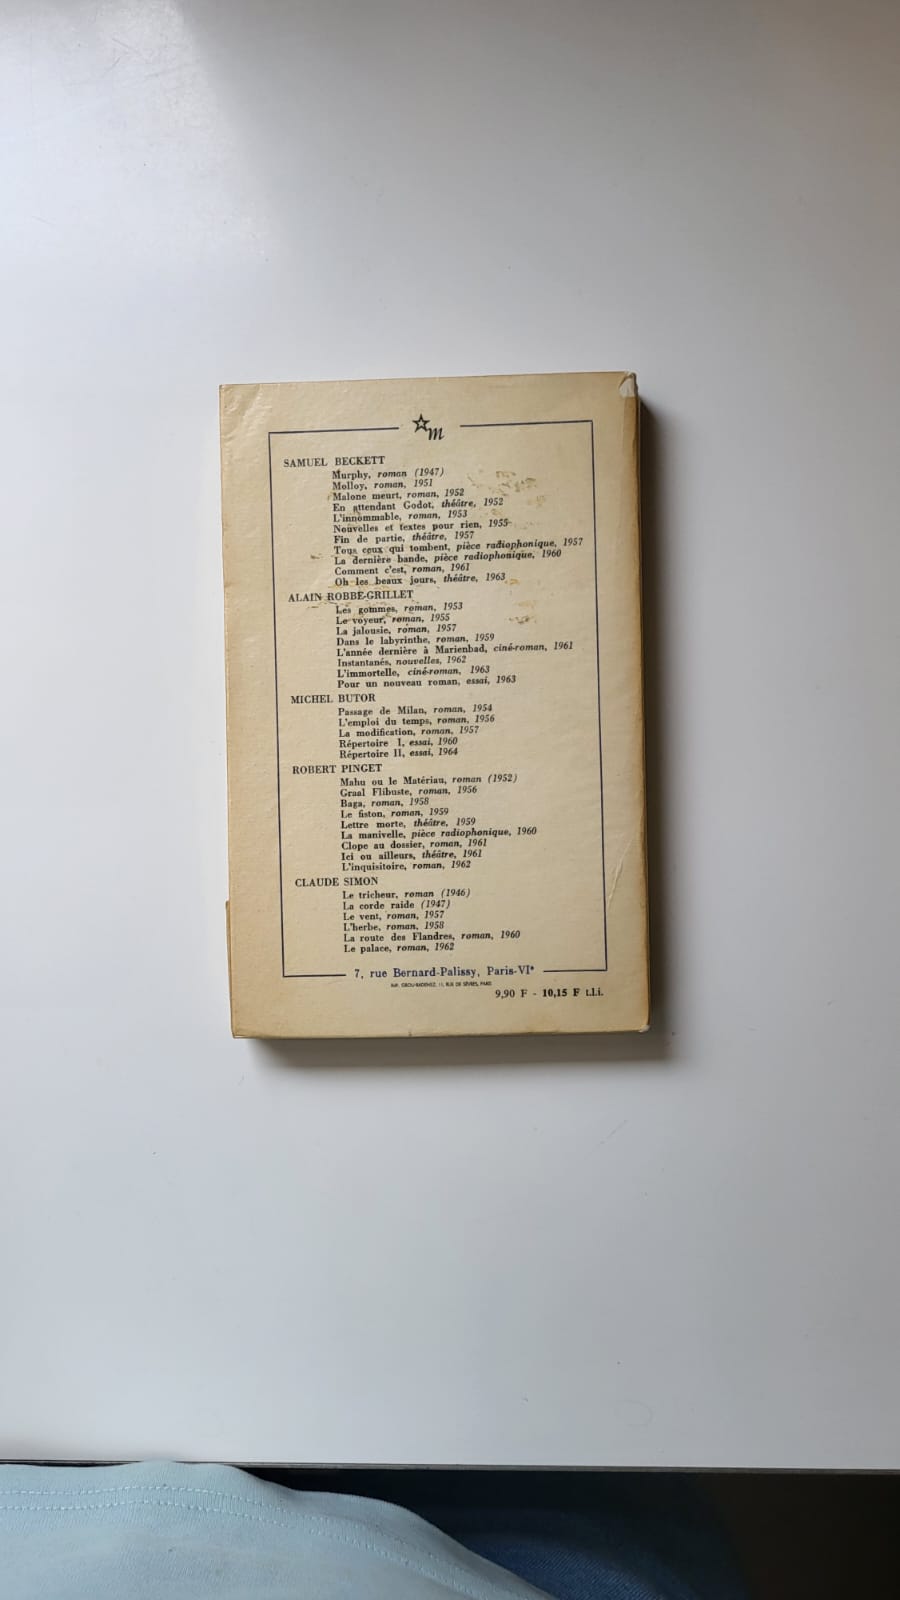 ☆m
SAMUEL BECKETT
Murphy, roman (1947)
Molloy, roman, 1951
Malone meurt, roman, 1952
En attendant Godot, théâtre, 1952
L'innommable, roman, 1953
Nouvelles et textes pour rien, 1955
Fin de partie, théâtre, 1957
Tous ceux qui tombent, pièce radiophonique, 1957
La dernière bande, pièce radiophonique, 1960
Comment c'est, roman, 1961
Oh les beaux jours, théâtre, 1963
ALAIN ROBBE-GRILLET
Les gommes, roman, 1953
Le voyeur, roman, 1955
La jalousie, roman, 1957
Dans le labyrinthe, roman, 1959
L'année dernière à Marienbad, ciné-roman, 1961
Instantanés, nouvelles, 1962
L'immortelle, ciné-roman, 1963
Pour un nouveau roman, essai, 1963
MICHEL BUTOR
Passage de Milan, roman, 1954
L'emploi du temps, roman, 1956
La modification, roman, 1957
Répertoire I, essai, 1960
Répertoire II, essai, 1964
ROBERT PINGET
Mahu ou le Matériau, roman (1952)
Graal Flibuste, roman, 1956
Baga, roman, 1958
Le fiston, roman, 1959
Lettre morte, théâtre, 1959
La manivelle, pièce radiophonique, 1960
Clope au dossier, roman, 1961
Ici ou ailleurs, théâtre, 1961
L'inquisitoire, roman, 1962
CLAUDE SIMON
Le tricheur, roman (1946)
La corde raide (1947)
Le vent, roman, 1957
L'herbe, roman, 1958
La route des Flandres, roman, 1960
Le palace, roman, 1962
7, rue Bernard-Palissy, Paris-VIe
IMP. GROU-RADENEZ, 11, RUE DE SÈVRES, PARIS
9,90 F - 10,15 F t.l.i.